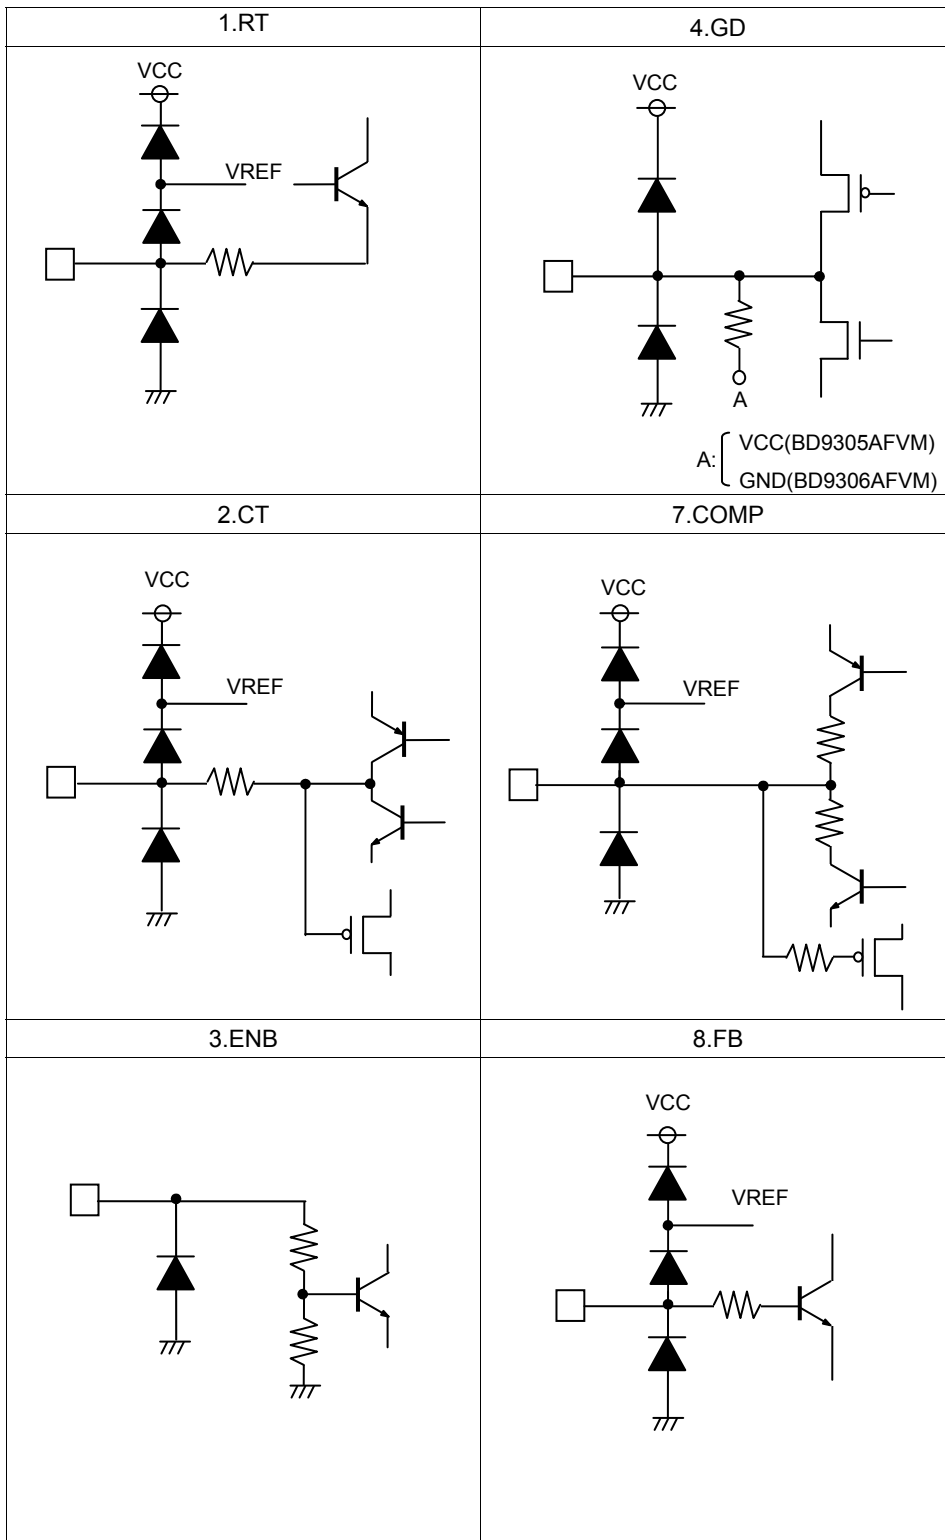 1.RT
4.GD
VCC
VREF
VCC
A
A:
VCC(BD9305AFVM)
GND(BD9306AFVM)
2.CT
7.COMP
VCC
VREF
VCC
VREF
3.ENB
8.FB
VCC
VREF